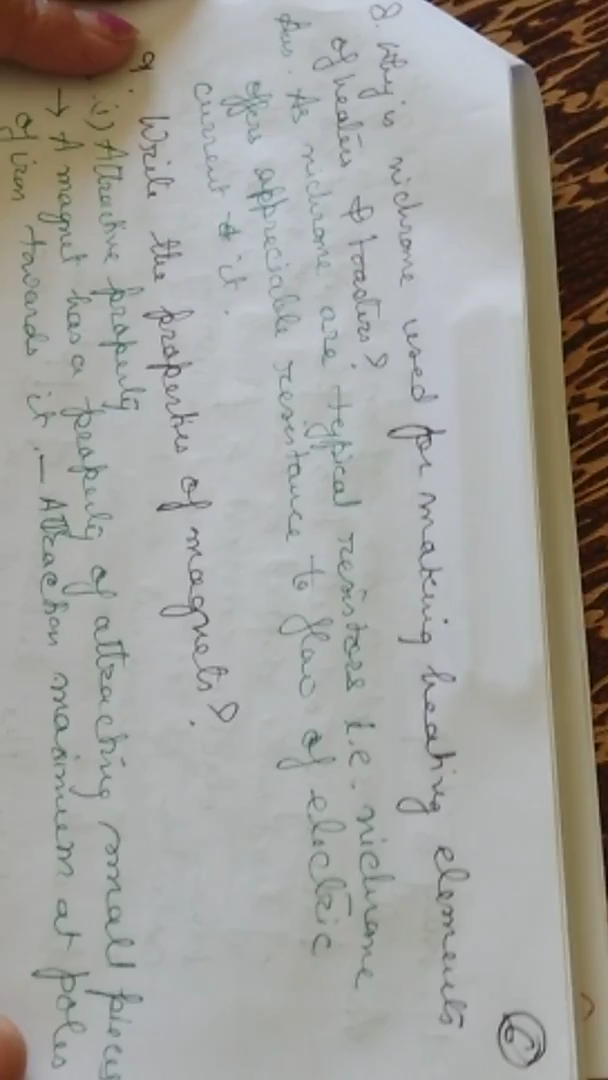 6
8. Why is nichrome used for making heating elements
of heaters & toasters?
Ans. As nichrome are typical resistors i.e. nichrome
offers appreciable resistance to flow of electric
current to it.
9. Write the properties of magnets?
(i) Attractive property
→ A magnet has a property of attracting small pieces
of iron towards it. - Attraction maximum at poles